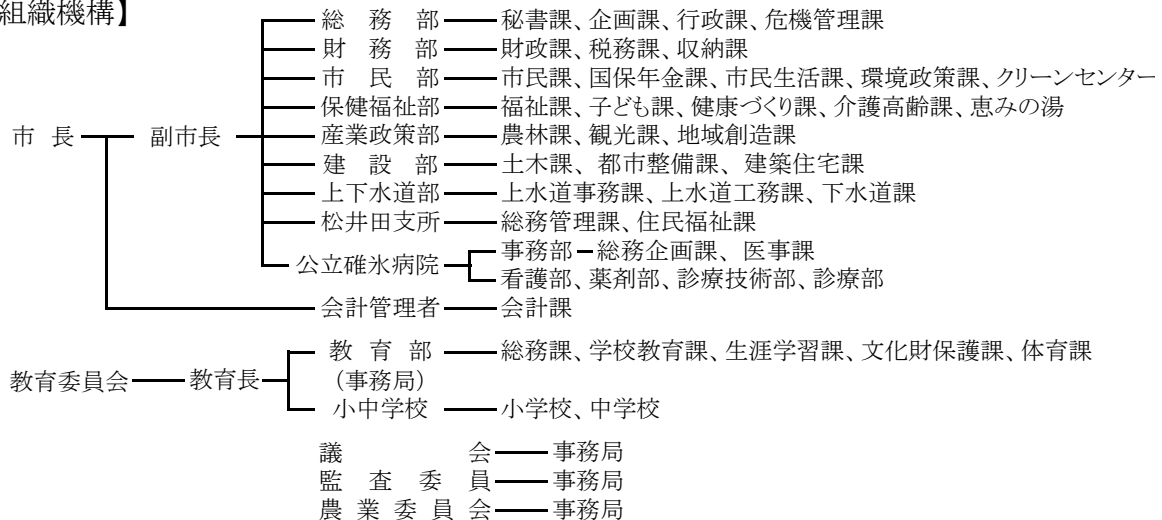 組織機構】
総務部 秘書課、企画課、行政課、危機管理課
財務部 財政課、税務課、収納課
市民部 市民課、国保年金課、市民生活課、環境政策課、クリーンセンター
保健福祉部 福祉課、子ども課、健康づくり課、介護高齢課、恵みの湯
市長 副市長 産業政策部 農林課、観光課、地域創造課
建設部 土木課、都市整備課、建築住宅課
上下水道部 上水道事務課、上水道工務課、下水道課
松井田支所 総務管理課、住民福祉課
公立碓氷病院 事務部 総務企画課、医事課
看護部、薬剤部、診療技術部、診療部
会計管理者 会計課
教育部 総務課、学校教育課、生涯学習課、文化財保護課、体育課
教育委員会 教育長 （事務局）
小中学校 小学校、中学校
議会 事務局
監査委員 事務局
農業委員会 事務局